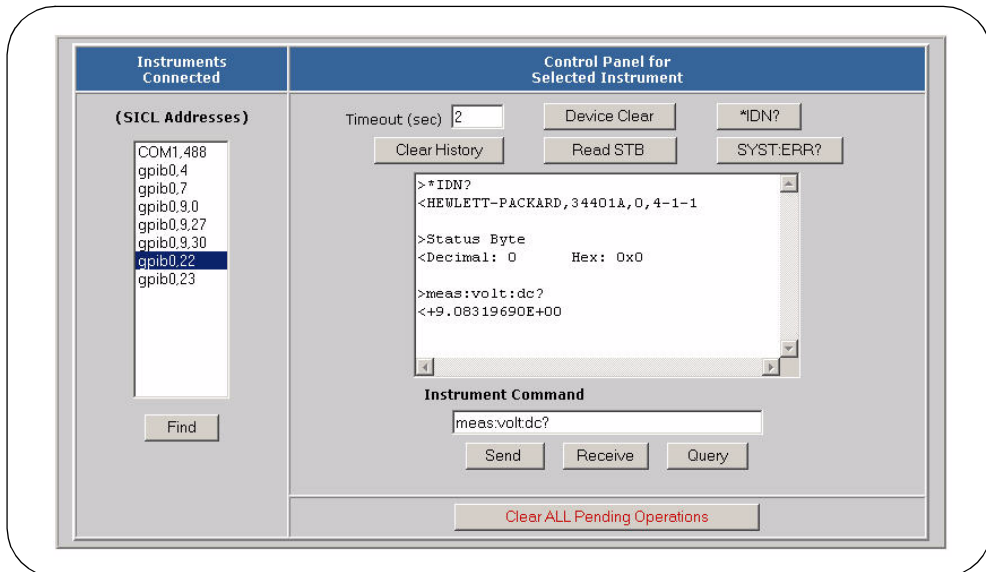 Instruments
Connected
Control Panel for
Selected Instrument
(SICL Addresses)
COM1,488
gpib0,4
gpib0,7
gpib0,9,0
gpib0,9,27
gpib0,9,30
gpib0,22
gpib0,23
Find
Timeout (sec) 2 Device Clear *IDN?
Clear History Read STB SYST:ERR?
>*IDN?
<HEWLETT-PACKARD,34401A,0,4-1-1
>Status Byte
<Decimal: 0 Hex: 0x0
>meas:volt:dc?
<+9.08319690E+00
Instrument Command
meas:volt:dc?
Send Receive Query
Clear ALL Pending Operations